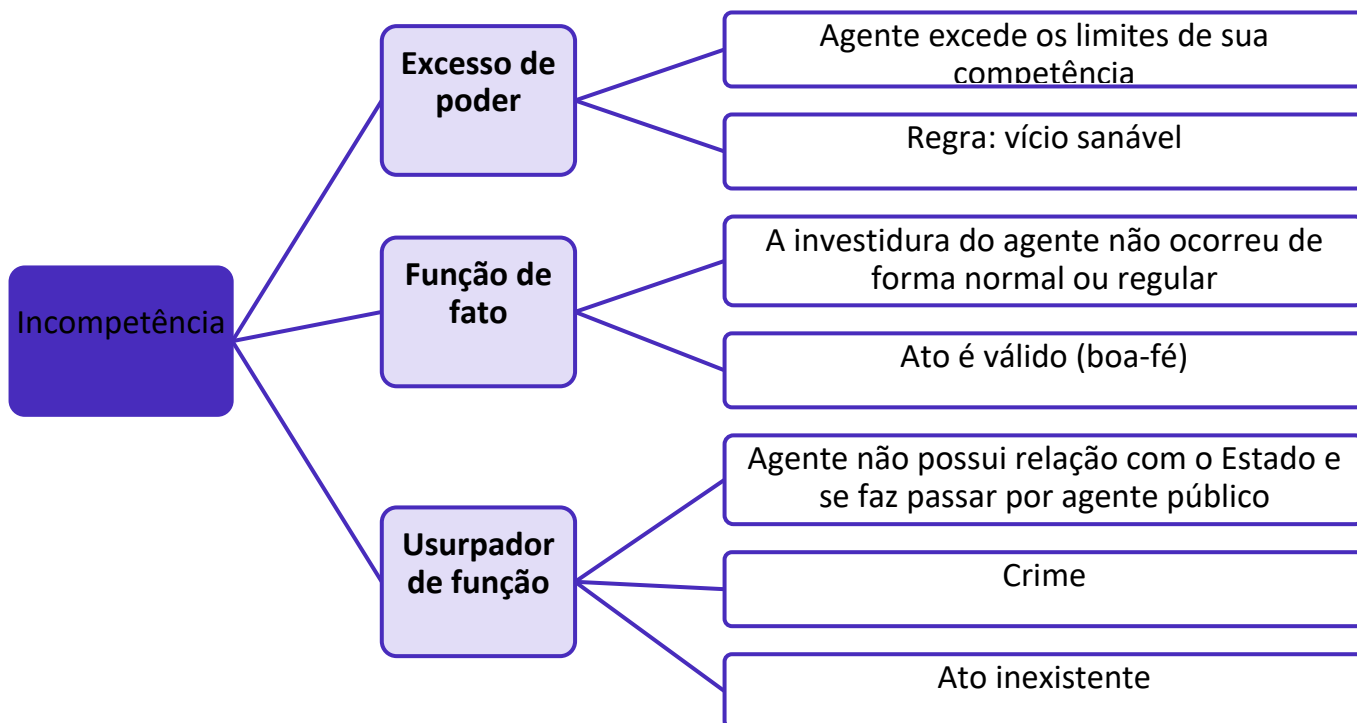 Incompetência
Excesso de
poder
Agente excede os limites de sua
competência
Regra: vício sanável
Função de
fato
A investidura do agente não ocorreu de
forma normal ou regular
Ato é válido (boa-fé)
Usurpador
de função
Agente não possui relação com o Estado e
se faz passar por agente público
Crime
Ato inexistente